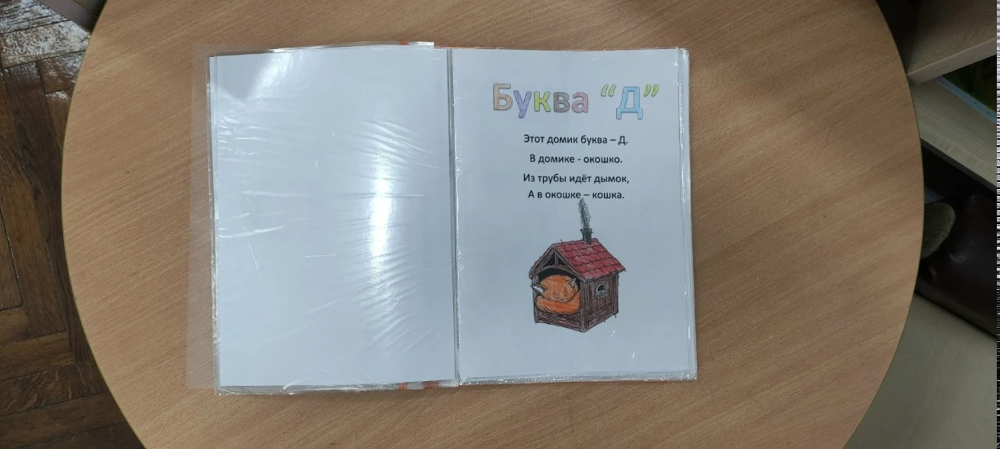 Буква “Д”
Этот домик буква – Д.
В домике - окошко.
Из трубы идёт дымок,
А в окошке – кошка.